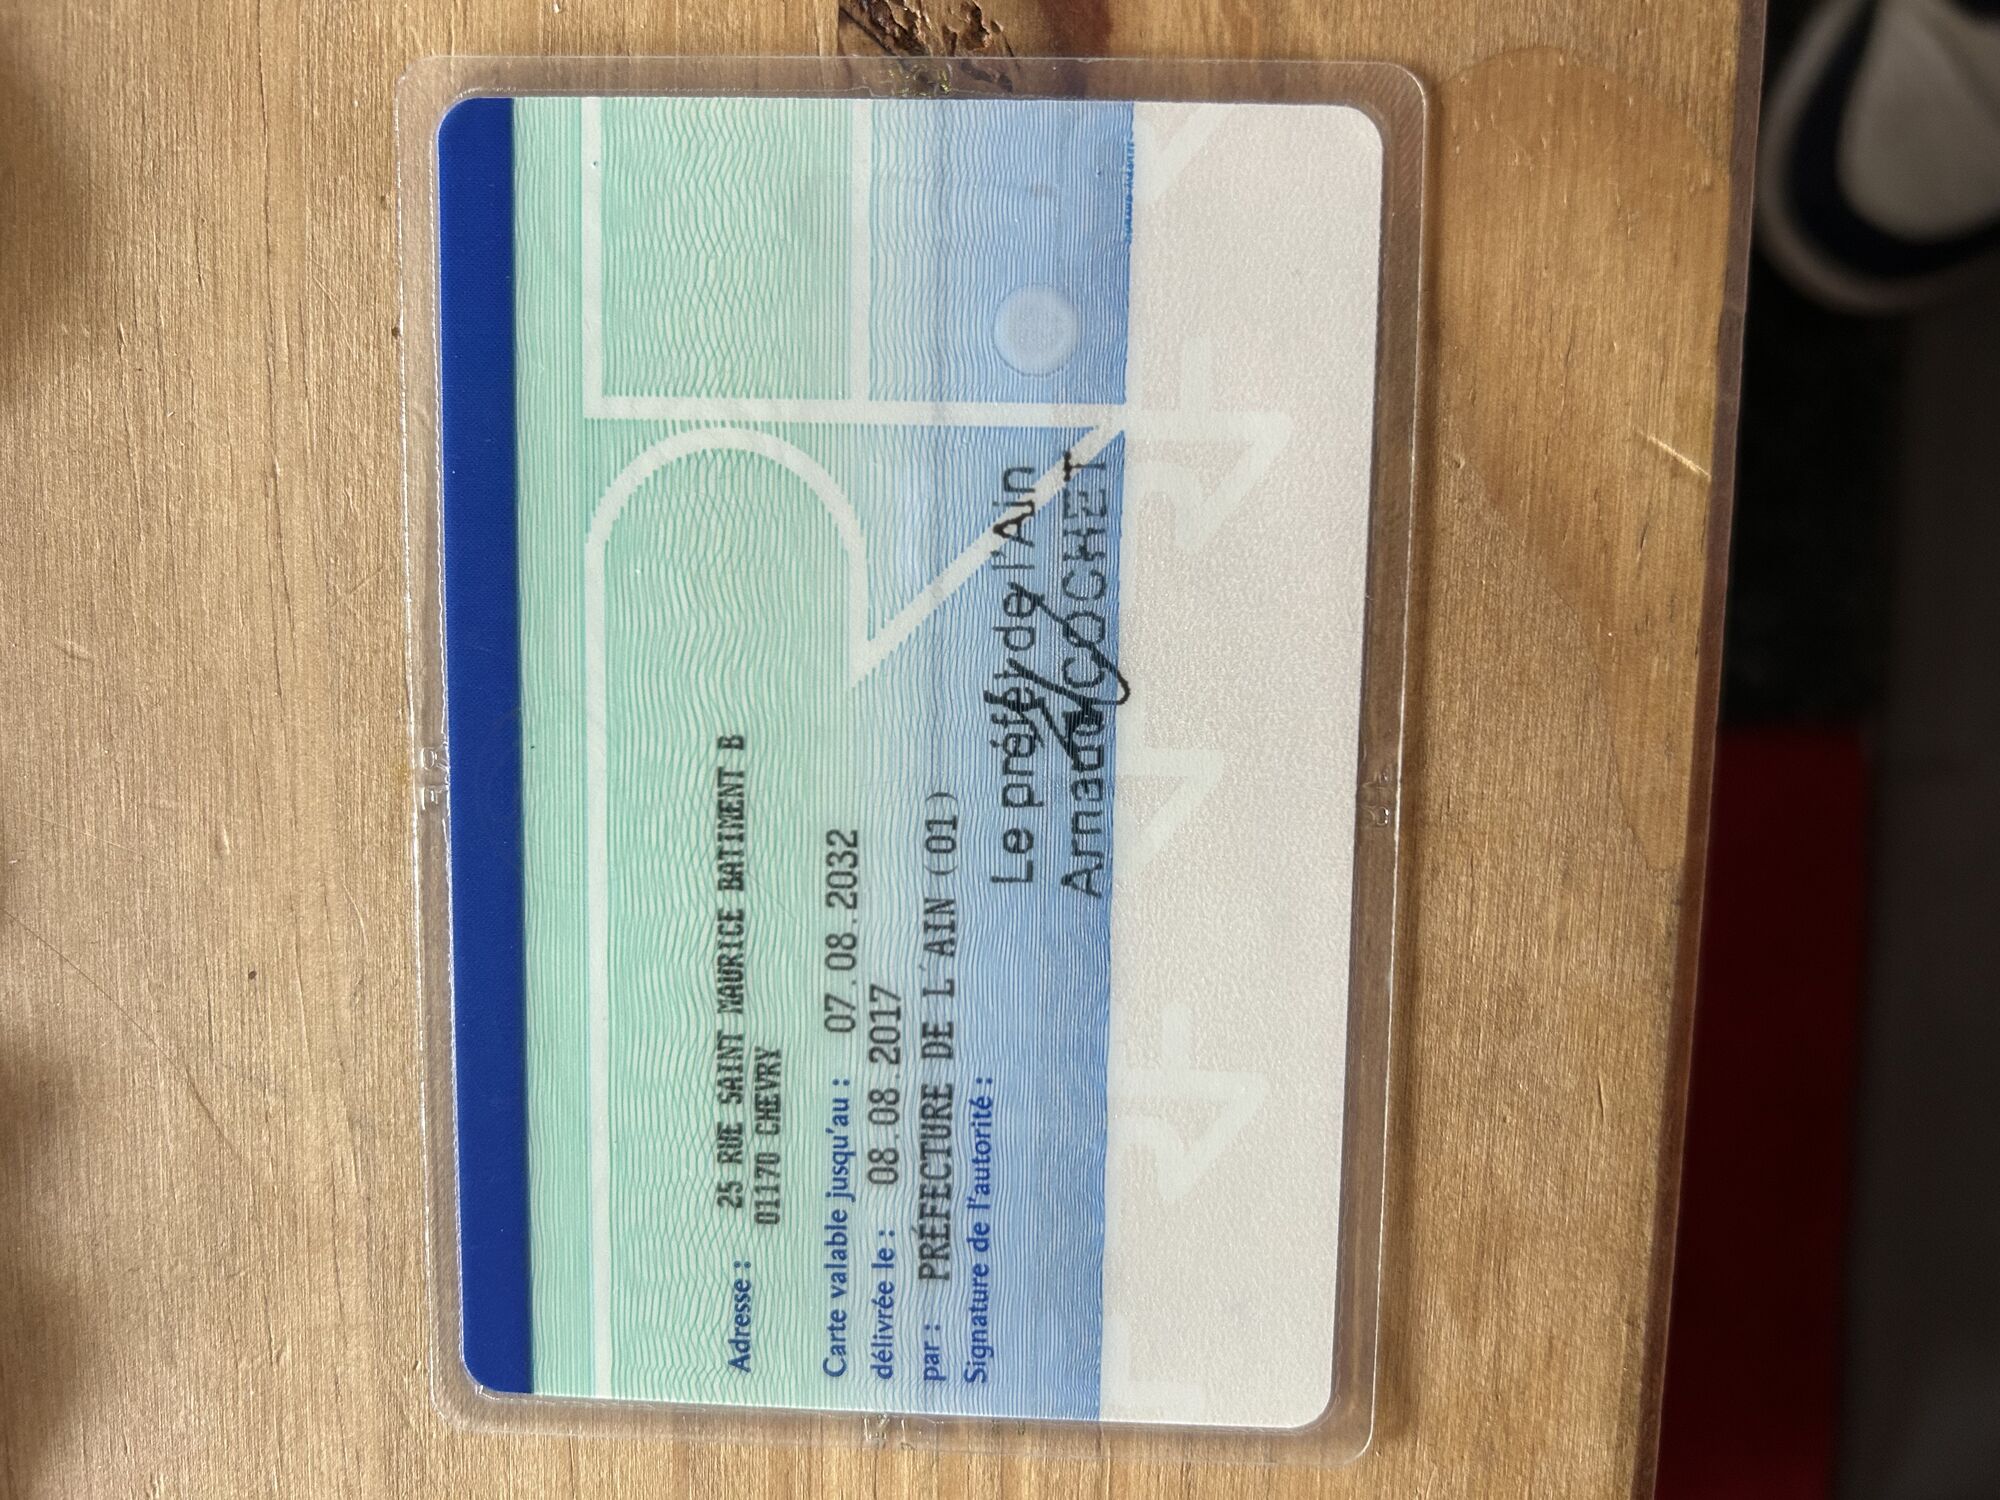 Adresse : 25 RUE SAINT MAURICE BATIMENT B
01170 CHEVRY
Carte valable jusqu'au : 07.08.2032
délivrée le : 08.08.2017
par : PRÉFECTURE DE L'AIN (01)
Signature de l'autorité :
Le préfet de l'Ain
Arnaud COCHET